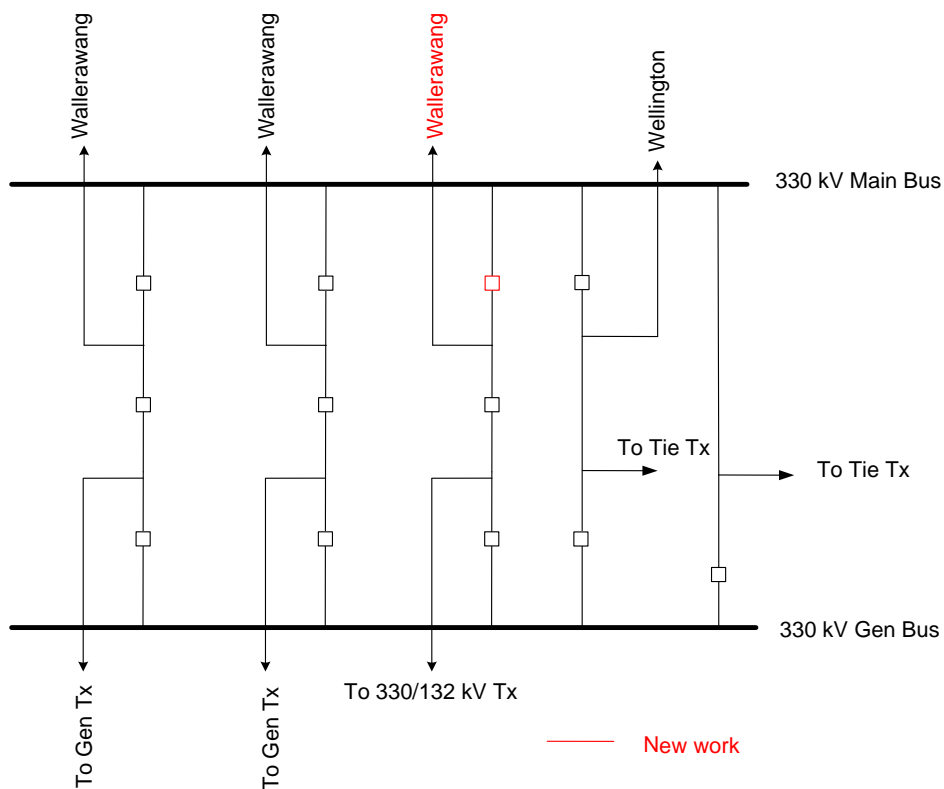 Wallerawang
Wallerawang
Wallerawang
Wellington
330 kV Main Bus
To Tie Tx
To Tie Tx
330 kV Gen Bus
To Gen Tx
To Gen Tx
To 330/132 kV Tx
New work